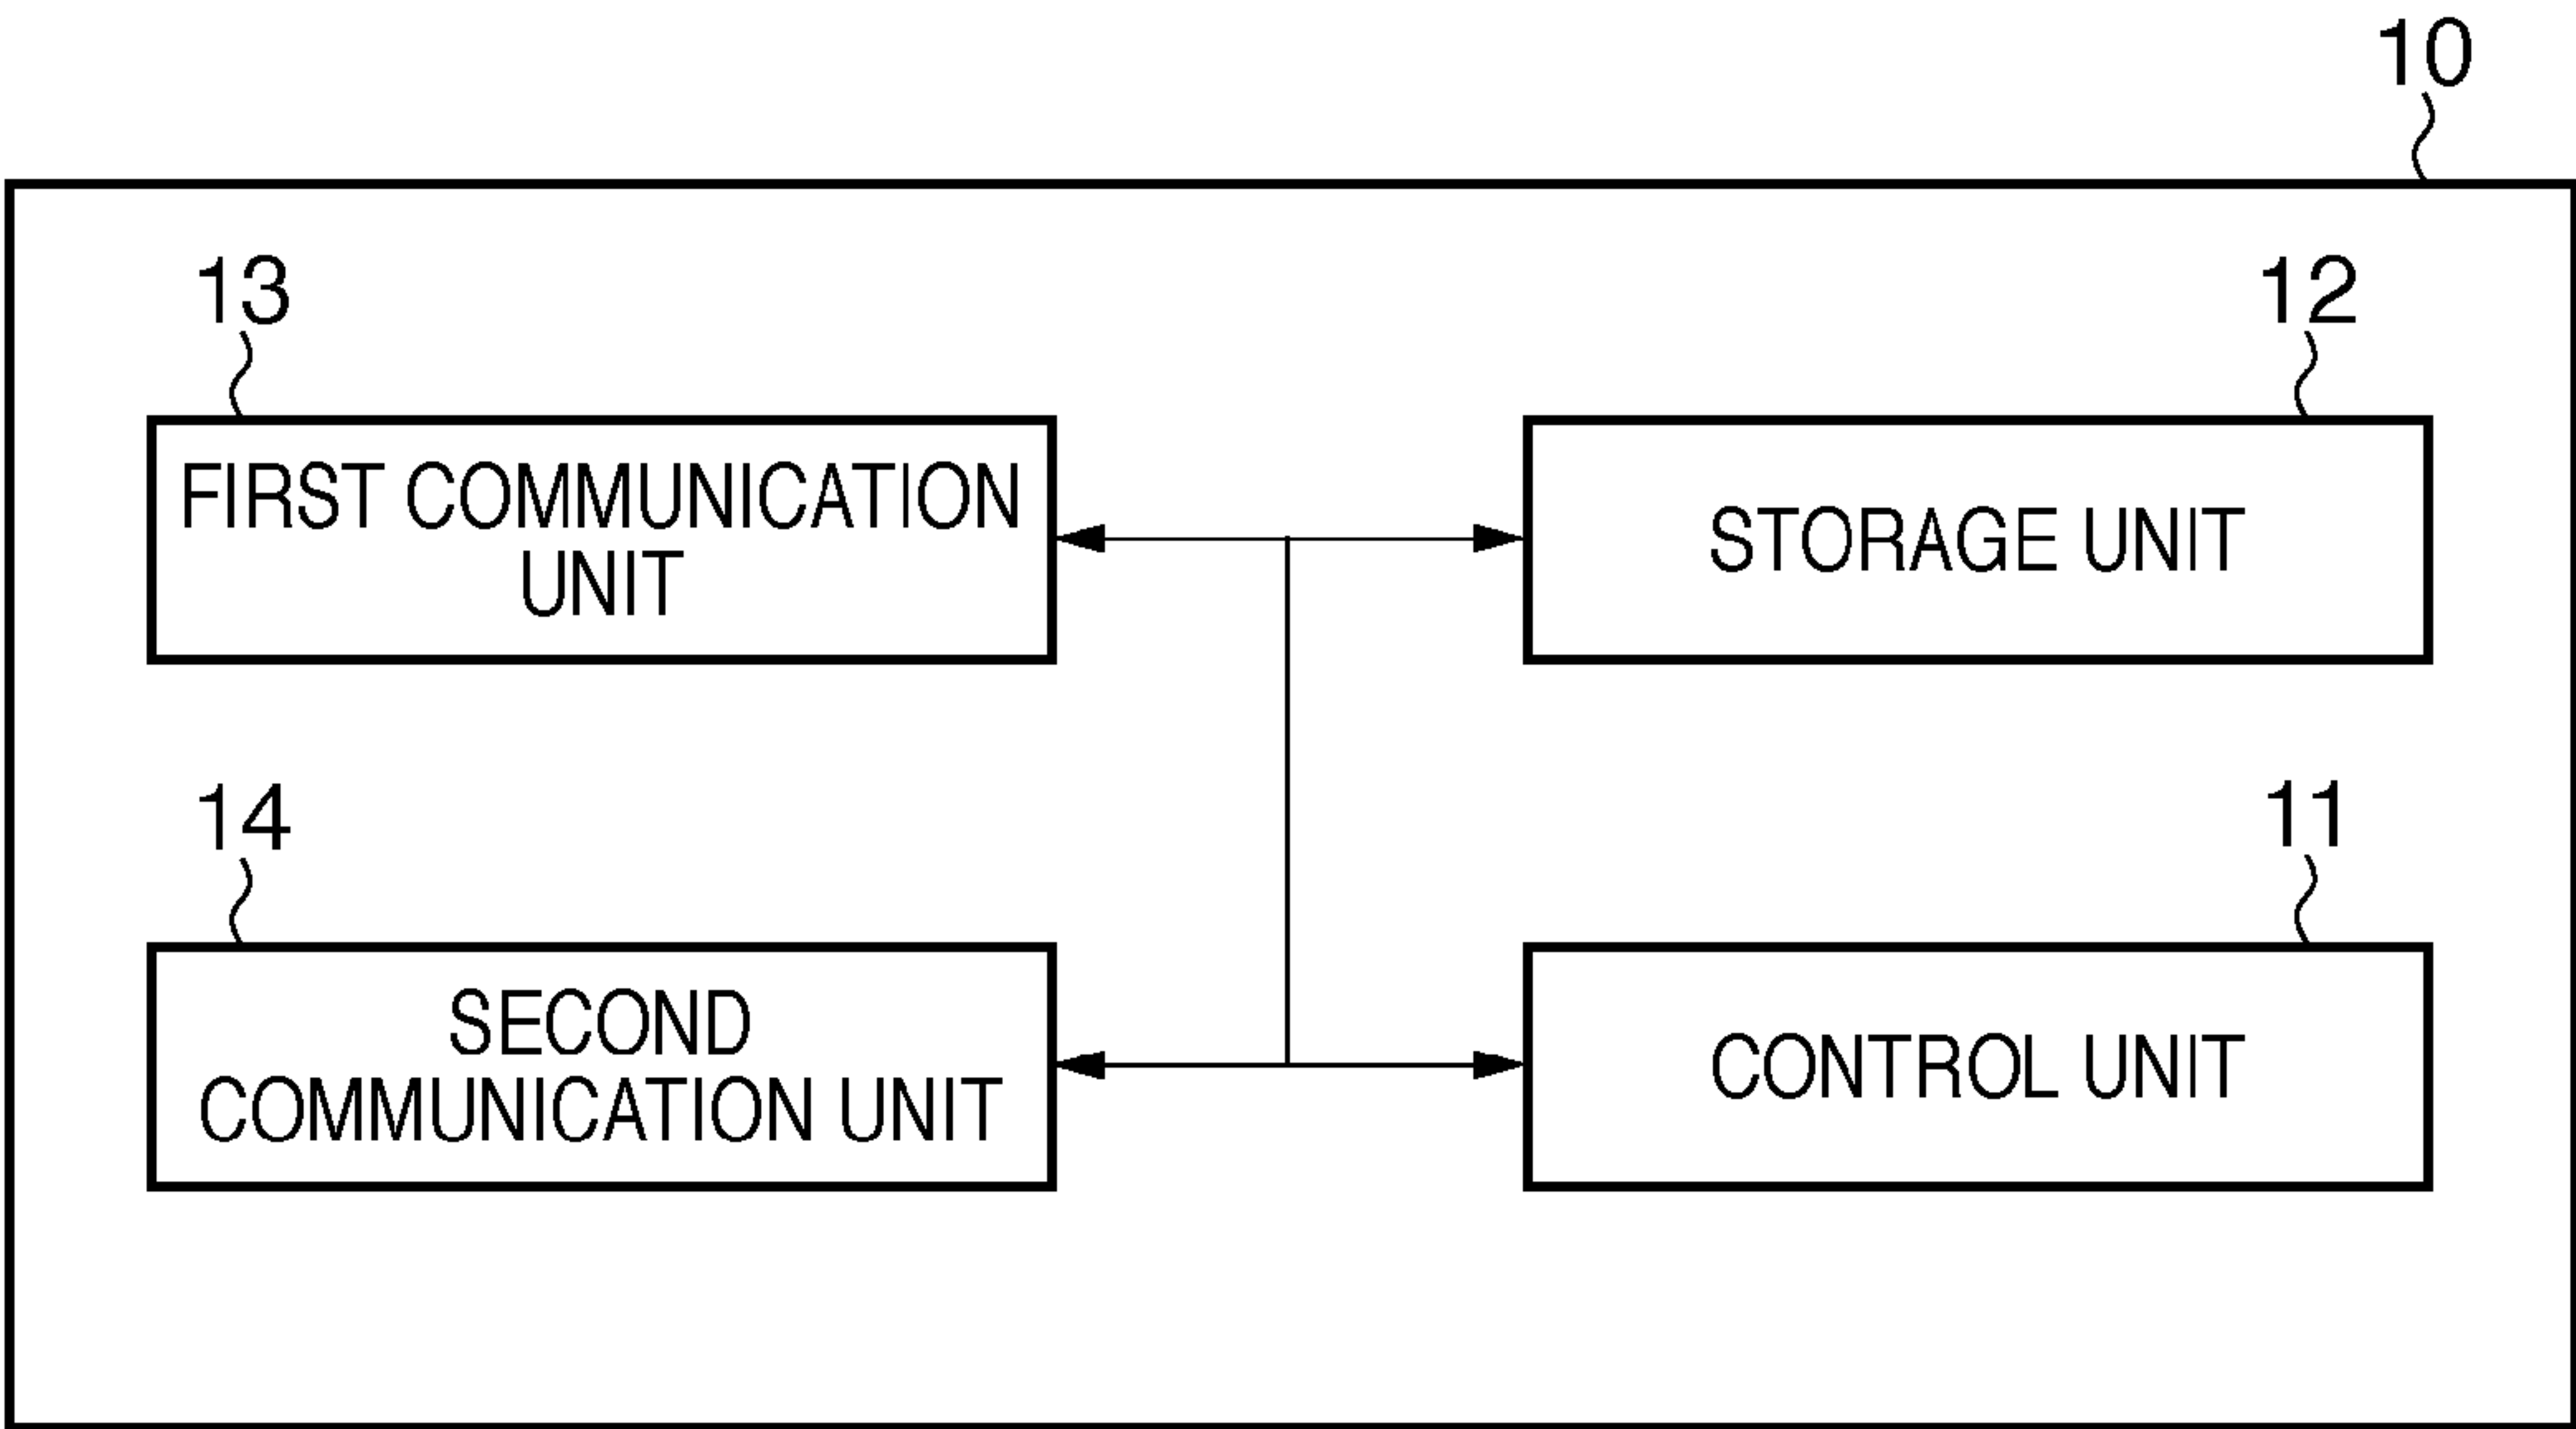 10
13
FIRST COMMUNICATION
UNIT
12
STORAGE UNIT
14
SECOND
COMMUNICATION UNIT
11
CONTROL UNIT